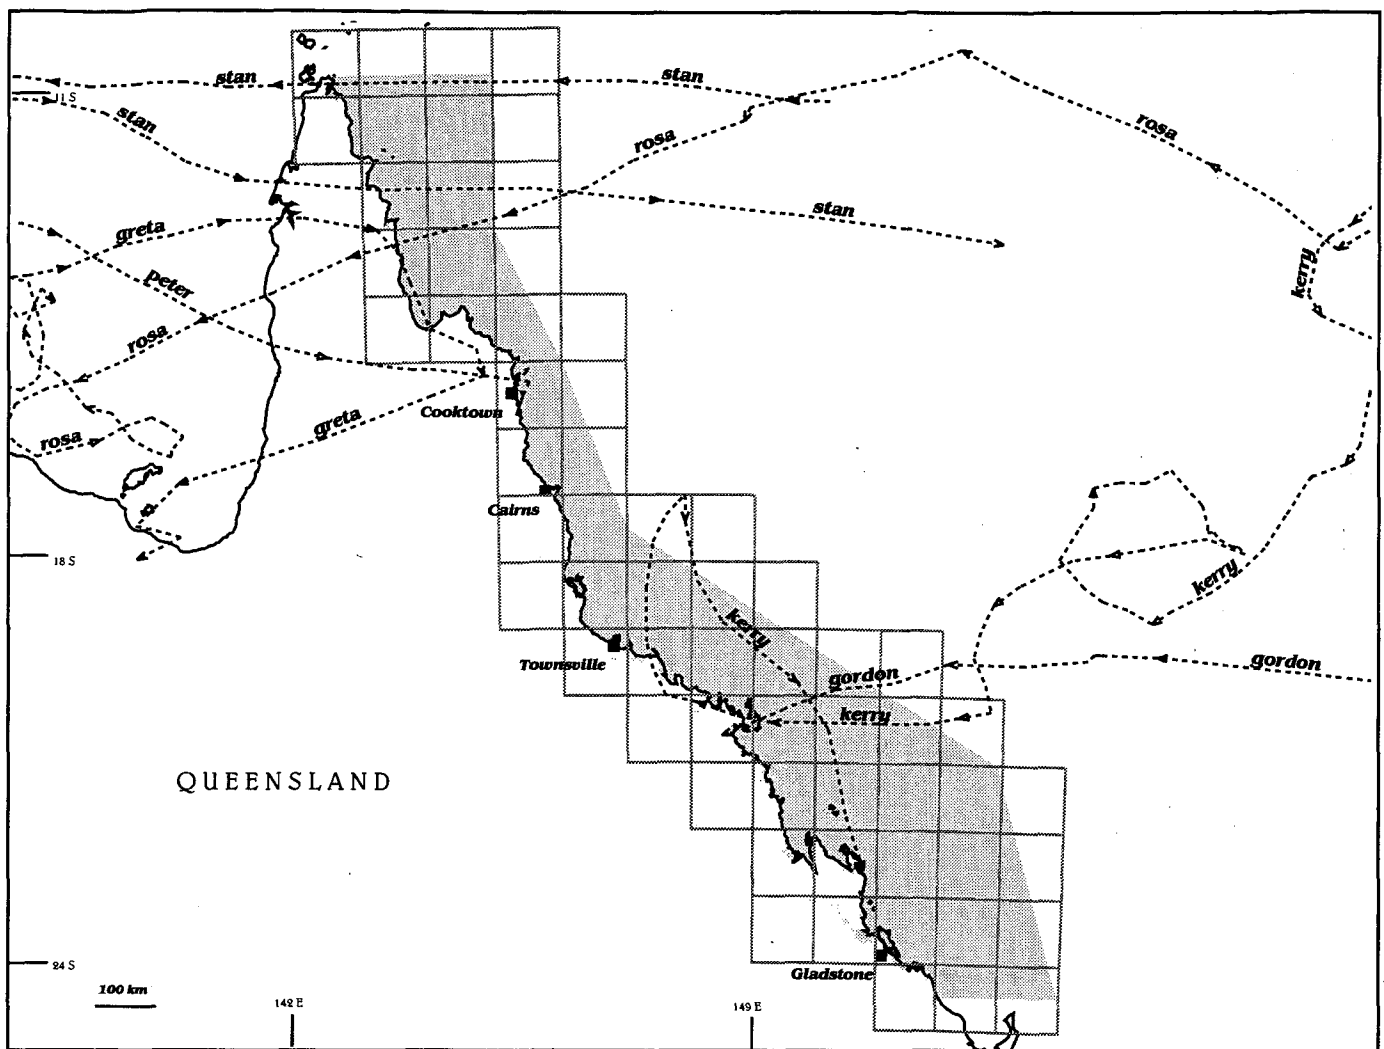 stan
stan
11 S
stan
rosa
rosa
stan
greta
peter
kerry
rosa
greta
Cooktown
rosa
Cairns
18 S
kerry
kerry
Townsville
gordon
gordon
kerry
QUEENSLAND
24 S
Gladstone
100 km
142 E
149 E